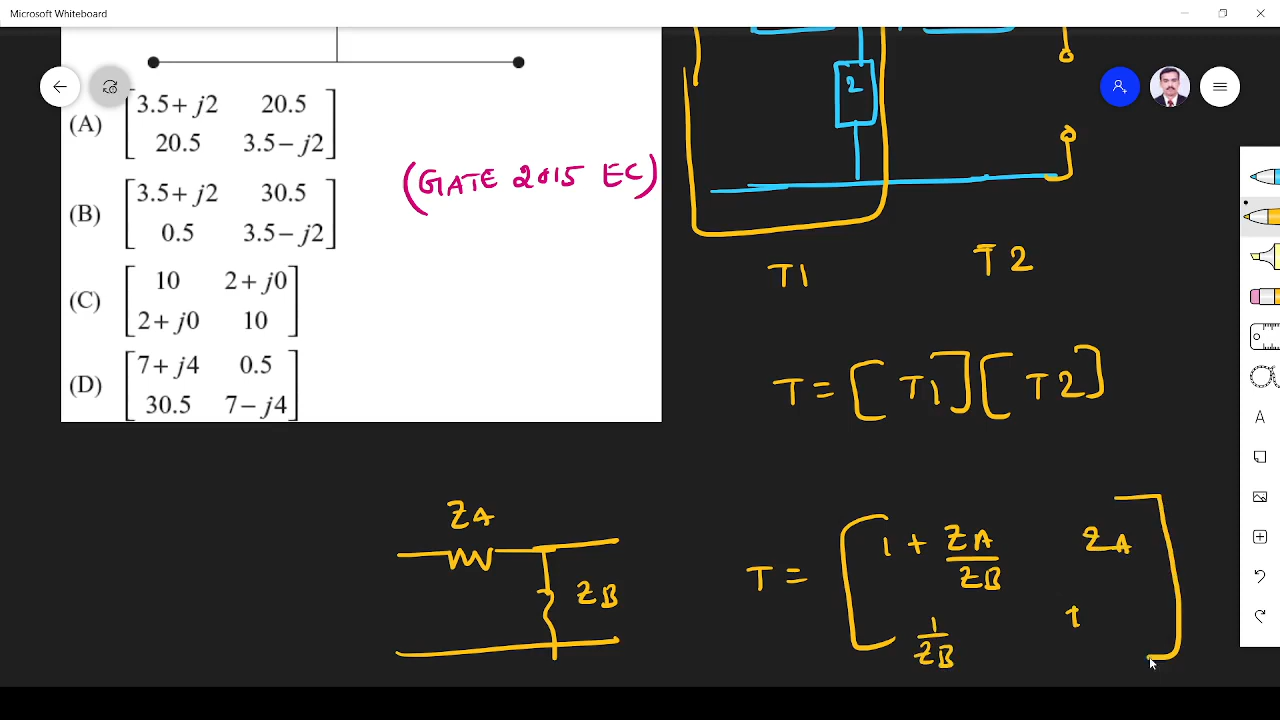 Microsoft Whiteboard
(A) [3.5+ j2 20.5
20.5 3.5− j2]
(B) [3.5+ j2 30.5
0.5 3.5− j2]
(C) [10 2+ j0
2+ j0 10]
(D) [7+ j4 0.5
30.5 7− j4]
(GATE 2015 EC)
2
T1 T2
T = [T1][T2]
ZA
ZB
T = [1 + ZA/ZB ZA
1/ZB 1]
A